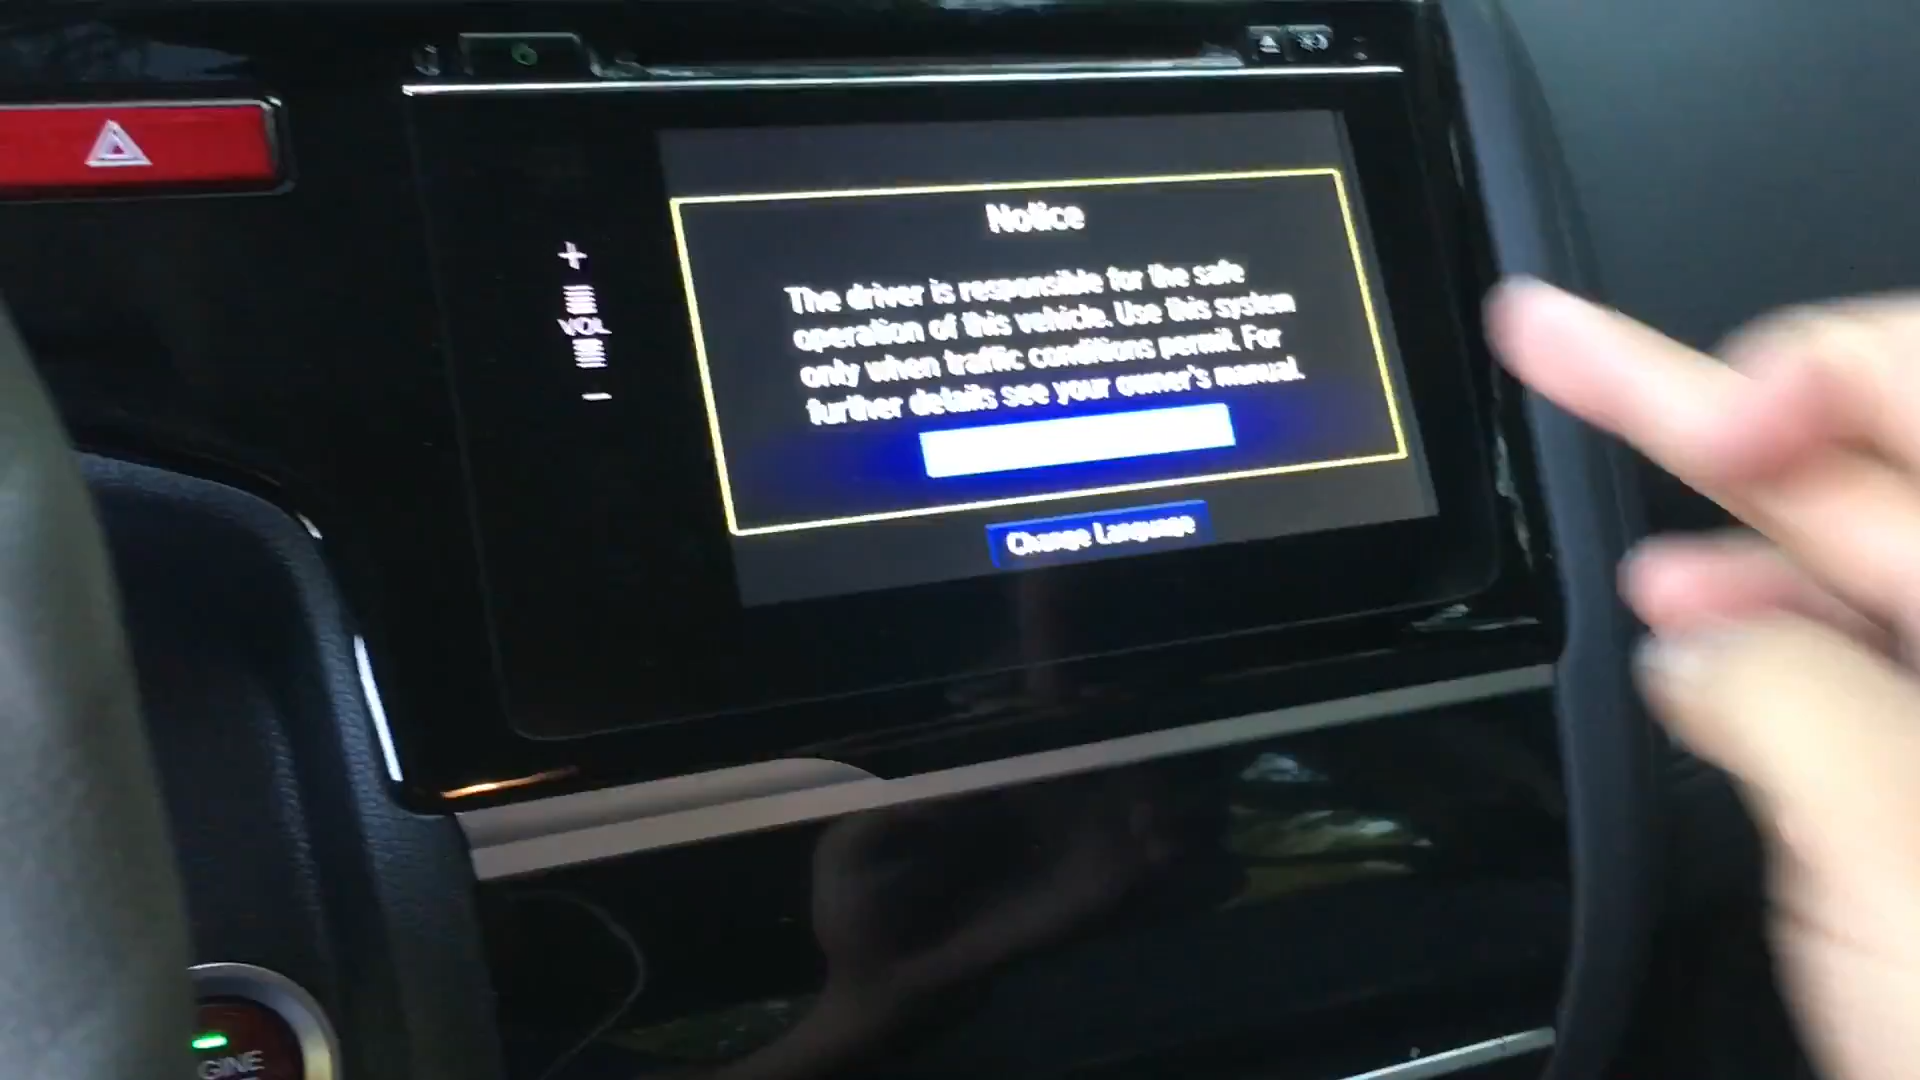 VOL
Notice
The driver is responsible for the safe
operation of this vehicle. Use this system
only when traffic conditions permit. For
further details see your owner's manual.
Change Language
GINE